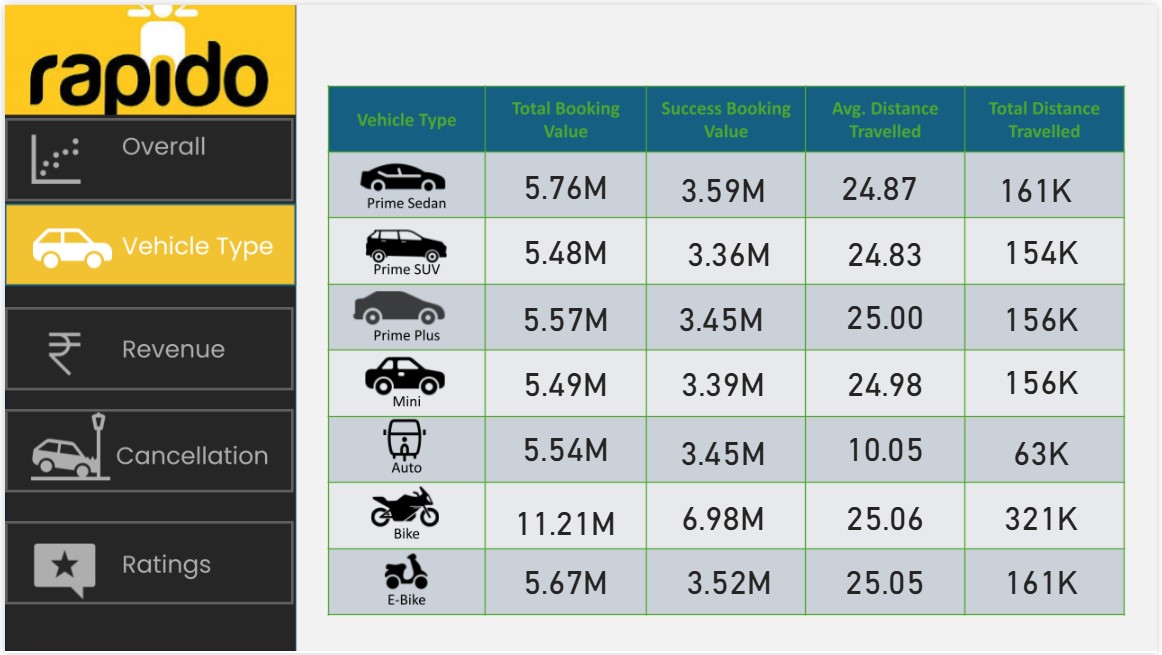 rapido
Overall
Vehicle Type
Revenue
Cancellation
Ratings
Vehicle Type Total Booking Value Success Booking Value Avg. Distance Travelled Total Distance Travelled
Prime Sedan 5.76M 3.59M 24.87 161K
Prime SUV 5.48M 3.36M 24.83 154K
Prime Plus 5.57M 3.45M 25.00 156K
Mini 5.49M 3.39M 24.98 156K
Auto 5.54M 3.45M 10.05 63K
Bike 11.21M 6.98M 25.06 321K
E-Bike 5.67M 3.52M 25.05 161K